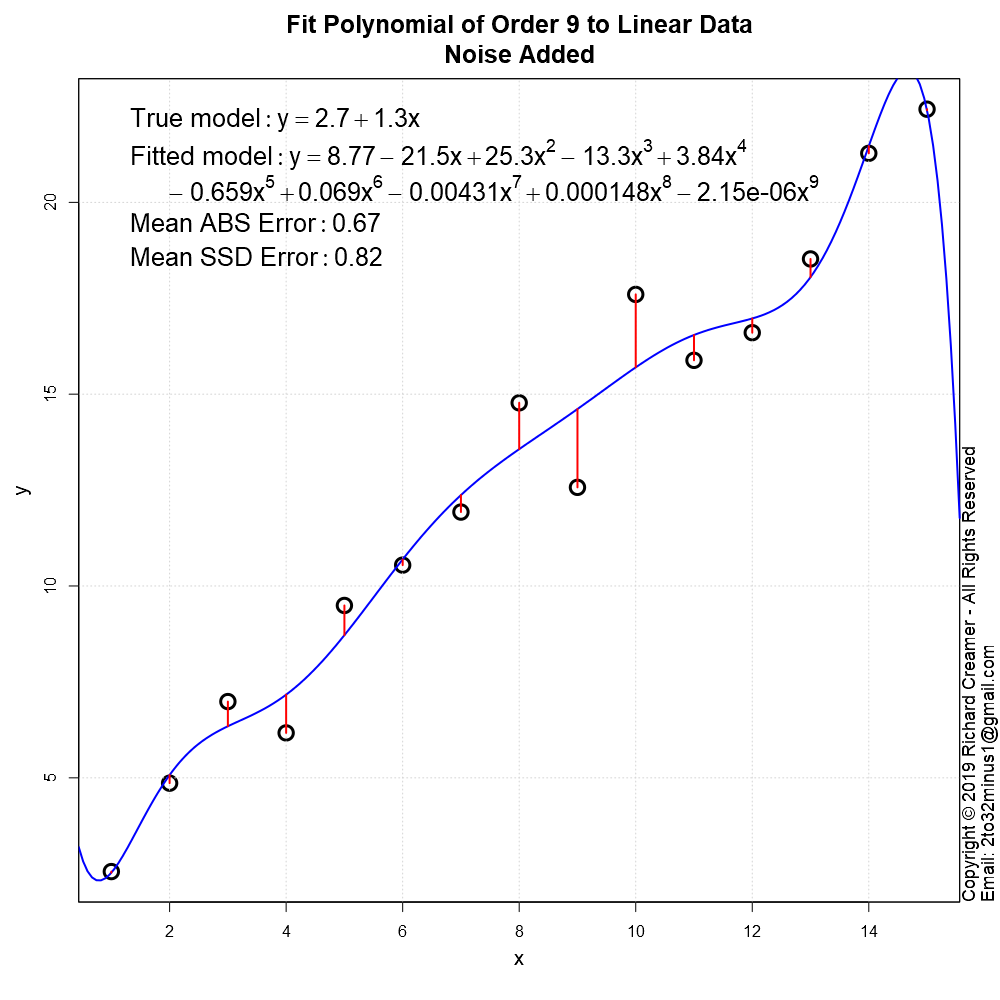 Fit Polynomial of Order 9 to Linear Data
Noise Added
True model: y = 2.7 + 1.3x
Fitted model: y = 8.77 − 21.5x + 25.3x² − 13.3x³ + 3.84x⁴
− 0.659x⁵ + 0.069x⁶ − 0.00431x⁷ + 0.000148x⁸ − 2.15e-06x⁹
Mean ABS Error: 0.67
Mean SSD Error: 0.82
y
20
15
10
5
2 4 6 8 10 12 14
x
Copyright © 2019 Richard Creamer - All Rights Reserved
Email: 2to32minus1@gmail.com